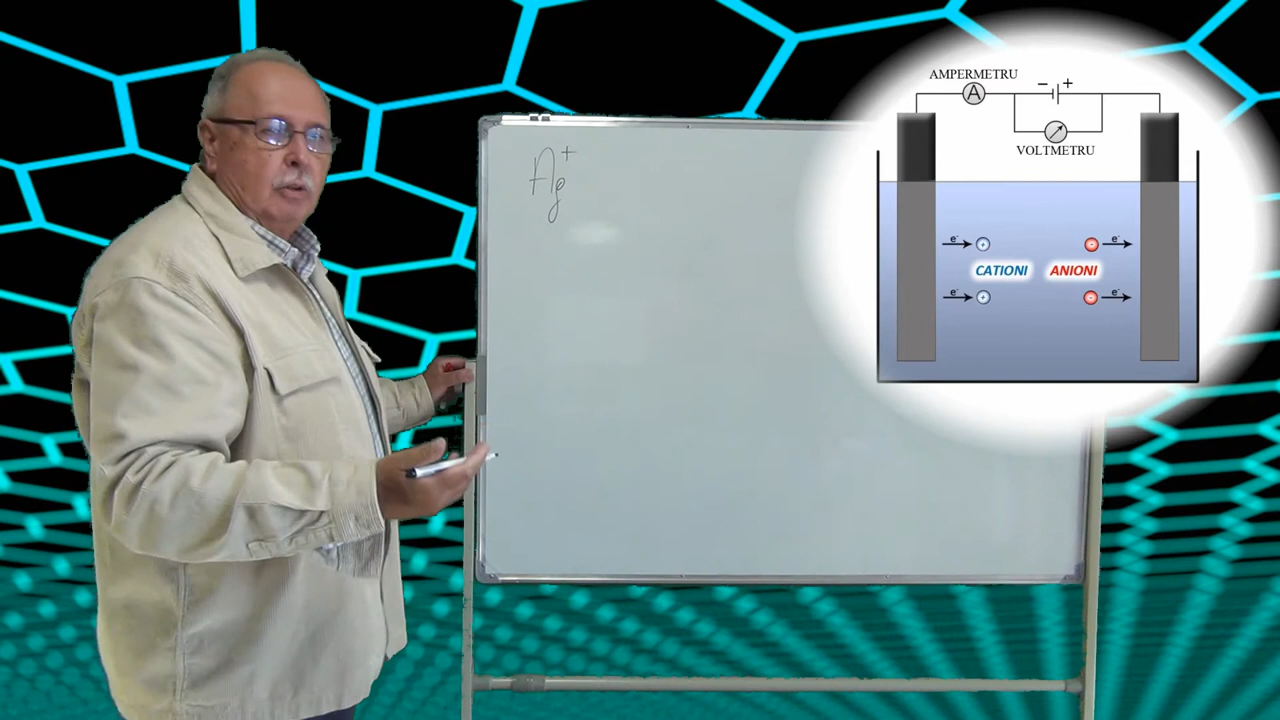 Ag+
AMPERMETRU
− +
A
VOLTMETRU
e- + - e-
CATIONI ANIONI
e- + - e-